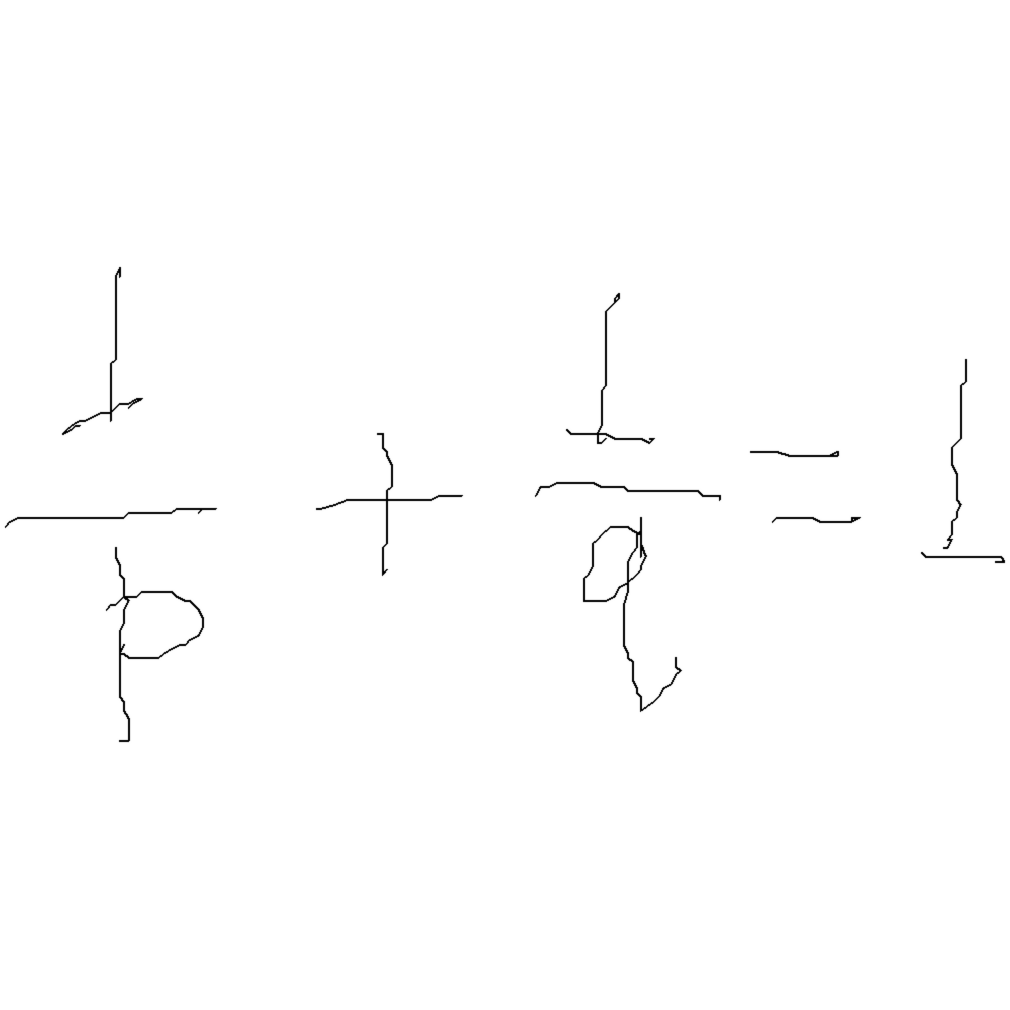 1/p + 1/q = 1